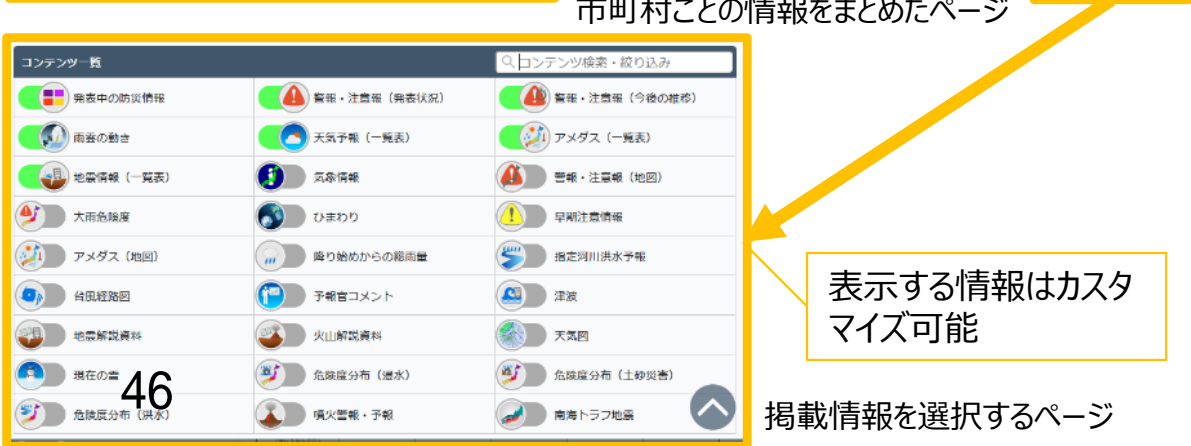 市町村ごとの情報をまとめたページ
コンテンツ一覧
コンテンツ検索・絞り込み
発表中の防災情報
警報・注意報（発表状況）
警報・注意報（今後の推移）
雨雲の動き
天気予報（一覧表）
アメダス（一覧表）
地震情報（一覧表）
気象情報
警報・注意報（地図）
大雨危険度
ひまわり
早期注意情報
アメダス（地図）
降り始めからの総雨量
指定河川洪水予報
台風経路図
予報官コメント
津波
地震解説資料
火山解説資料
天気図
現在の雪
危険度分布（浸水）
危険度分布（土砂災害）
危険度分布（洪水）
噴火警報・予報
南海トラフ地震
46
表示する情報はカスタ
マイズ可能
掲載情報を選択するページ